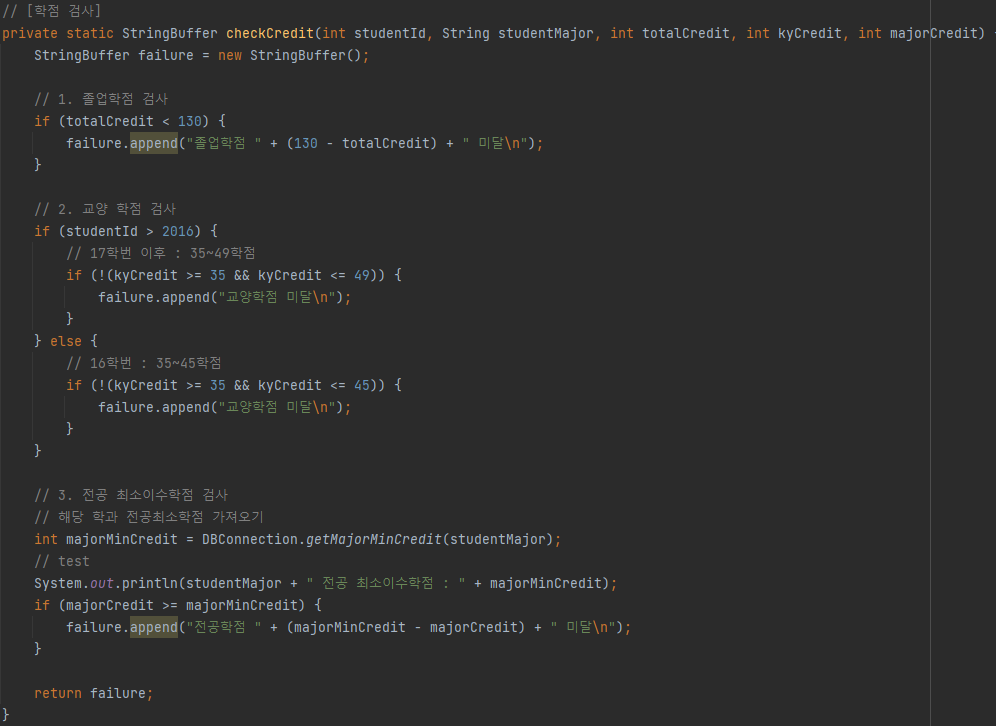 // [학점 검사]
private static StringBuffer checkCredit(int studentId, String studentMajor, int totalCredit, int kyCredit, int majorCredit) {
    StringBuffer failure = new StringBuffer();

    // 1. 졸업학점 검사
    if (totalCredit < 130) {
        failure.append("졸업학점 " + (130 - totalCredit) + " 미달\n");
    }

    // 2. 교양 학점 검사
    if (studentId > 2016) {
        // 17학번 이후 : 35~49학점
        if (!(kyCredit >= 35 && kyCredit <= 49)) {
            failure.append("교양학점 미달\n");
        }
    } else {
        // 16학번 : 35~45학점
        if (!(kyCredit >= 35 && kyCredit <= 45)) {
            failure.append("교양학점 미달\n");
        }
    }

    // 3. 전공 최소이수학점 검사
    // 해당 학과 전공최소학점 가져오기
    int majorMinCredit = DBConnection.getMajorMinCredit(studentMajor);
    // test
    System.out.println(studentMajor + " 전공 최소이수학점 : " + majorMinCredit);
    if (majorCredit >= majorMinCredit) {
        failure.append("전공학점 " + (majorMinCredit - majorCredit) + " 미달\n");
    }

    return failure;
}